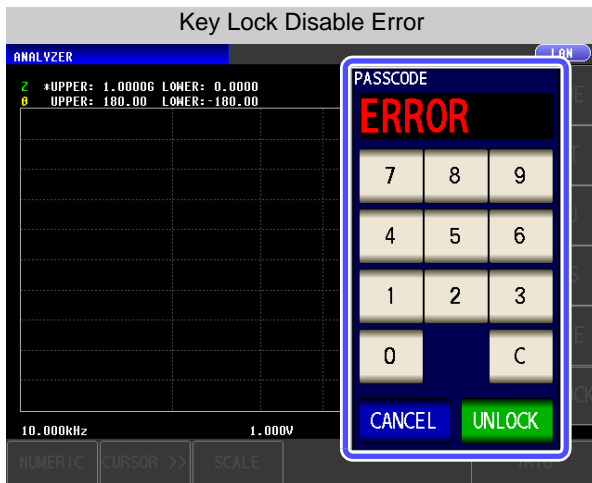 Key Lock Disable Error
ANALYZER
LAN
Z *UPPER: 1.0000G LOWER: 0.0000
θ UPPER: 180.00 LOWER:-180.00
PASSCODE
ERROR
7 8 9
4 5 6
1 2 3
0 C
CANCEL UNLOCK
10.000kHz 1.000V
NUMERIC CURSOR >> SCALE